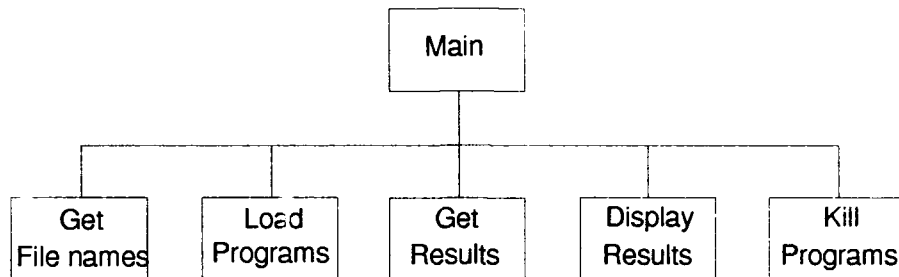 Main
Get
File names
Load
Programs
Get
Results
Display
Results
Kill
Programs